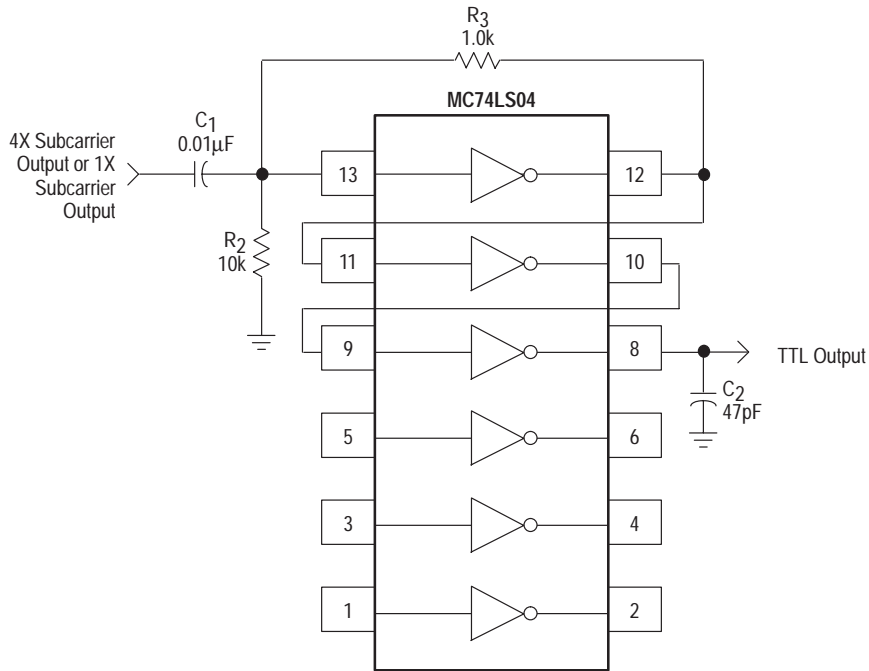 R3
1.0k
MC74LS04
C1
0.01µF
4X Subcarrier
Output or 1X
Subcarrier
Output
13
12
R2
10k
11
10
9
8
TTL Output
C2
47pF
5
6
3
4
1
2